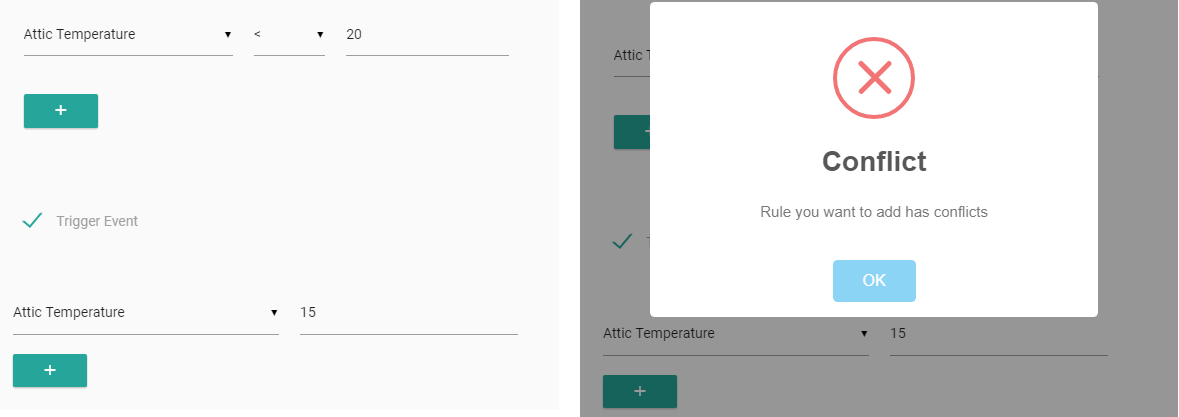 Attic Temperature < 20
+
Trigger Event
Attic Temperature 15
+
Attic
Conflict
Rule you want to add has conflicts
OK
Attic Temperature 15
+